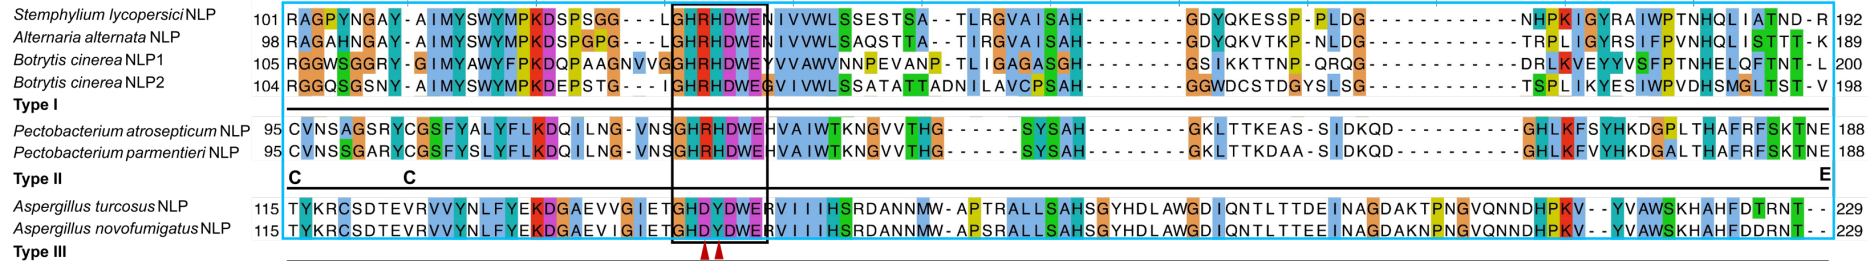 Stemphylium lycopersici NLP 101 RAGPYNGAY-AIMYSWYMPKDSPSGG---LGHRHDWENIVVWLSSESTSA--TLRGVAISAH--------GDYQKESSP-PLDG------------NHPKIGYRAIWPTNHQLIATND-R 192
Alternaria alternata NLP 98 RAGAHNGAY-AIMYSWYMPKDSPGPG---LGHRHDWENIVVWLSAQSTTA--TIRGVAISAH--------GDYQKVTKP-NLDG------------TRPLIGYRSIFPVNHQLISTTT-K 189
Botrytis cinerea NLP1 105 RGGWSGGRY-GIMYAWYFPKDQPAAGNVVGGHRHDWEYVVAWVNNPEVANP-TLIGAGASGH--------GSIKKTTNP-QRQG------------DRLKVEYYVSFPTNHELQFTNT-L 200
Botrytis cinerea NLP2 104 RGGQSGSNY-AIMYSWYMPKDEPSTG---IGHRHDWEGVIVWLSSATATTADNILAVCPSAH--------GGWDCSTDGYSLSG------------TSPLIKYESIWPVDHSMGLTST-V 198
Type I
Pectobacterium atrosepticum NLP 95 CVNSAGSRYCGSFYALYFLKDQILNG-VNSGHRHDWEHVAIWTKNGVVTHG------SYSAH--------GKLTTKEAS-SIDKQD----------GHLKFSYHKDGPLTHAFRFSKTNE 188
Pectobacterium parmentieri NLP 95 CVNSSGARYCGSFYSLYFLKDQILNG-VNSGHRHDWEHVAIWTKNGVVTHG------SYSAH--------GKLTTKDAA-SIDKQD----------GHLKFVYHKDGALTHAFRFSKTNE 188
Type II C C E
Aspergillus turcosus NLP 115 TYKRCSDTEVRVVYNLFYEKDGAEVVGIETGHDYDWERVIIIHSRDANNMW-APTRALLSAHSGYHDLAWGDIQNTLTTDEINAGDAKTPNGVQNNDHPKV--YVAWSKHAHFDTRNT-- 229
Aspergillus novofumigatus NLP 115 TYKRCSDTEVRVVYNLFYEKDGAEVIGIETGHDYDWERVIIIHSRDANNMW-APSRALLSAHSGYHDLAWGDIQNTLTTEEINAGDAKNPNGVQNNDHPKV--YVAWSKHAHFDDRNT-- 229
Type III